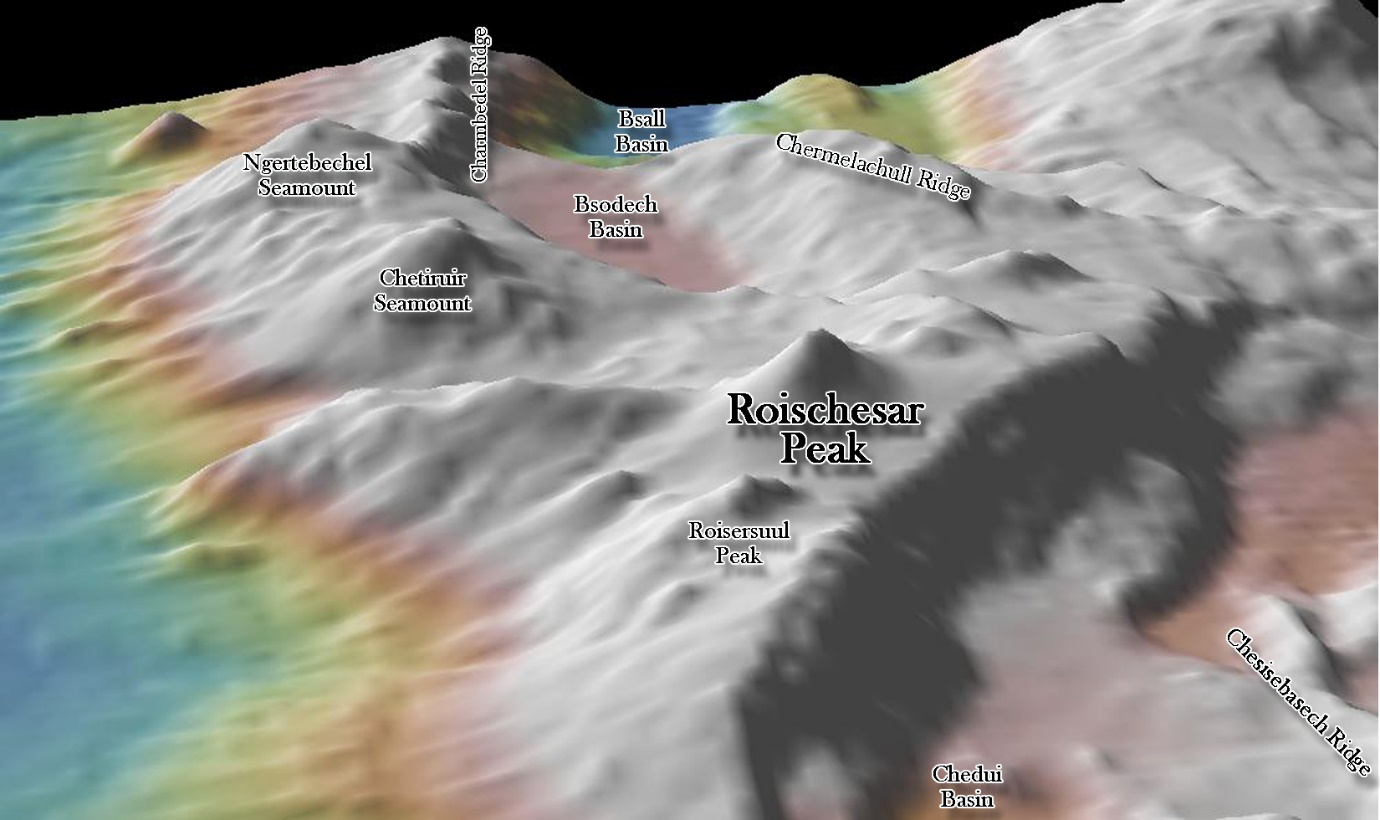 Charmbedel Ridge
Bsall
Basin
Ngertebechel
Seamount
Chermelachull Ridge
Bsodech
Basin
Chetiruir
Seamount
Roischesar
Peak
Roisersuul
Peak
Chesisebasech Ridge
Chedui
Basin